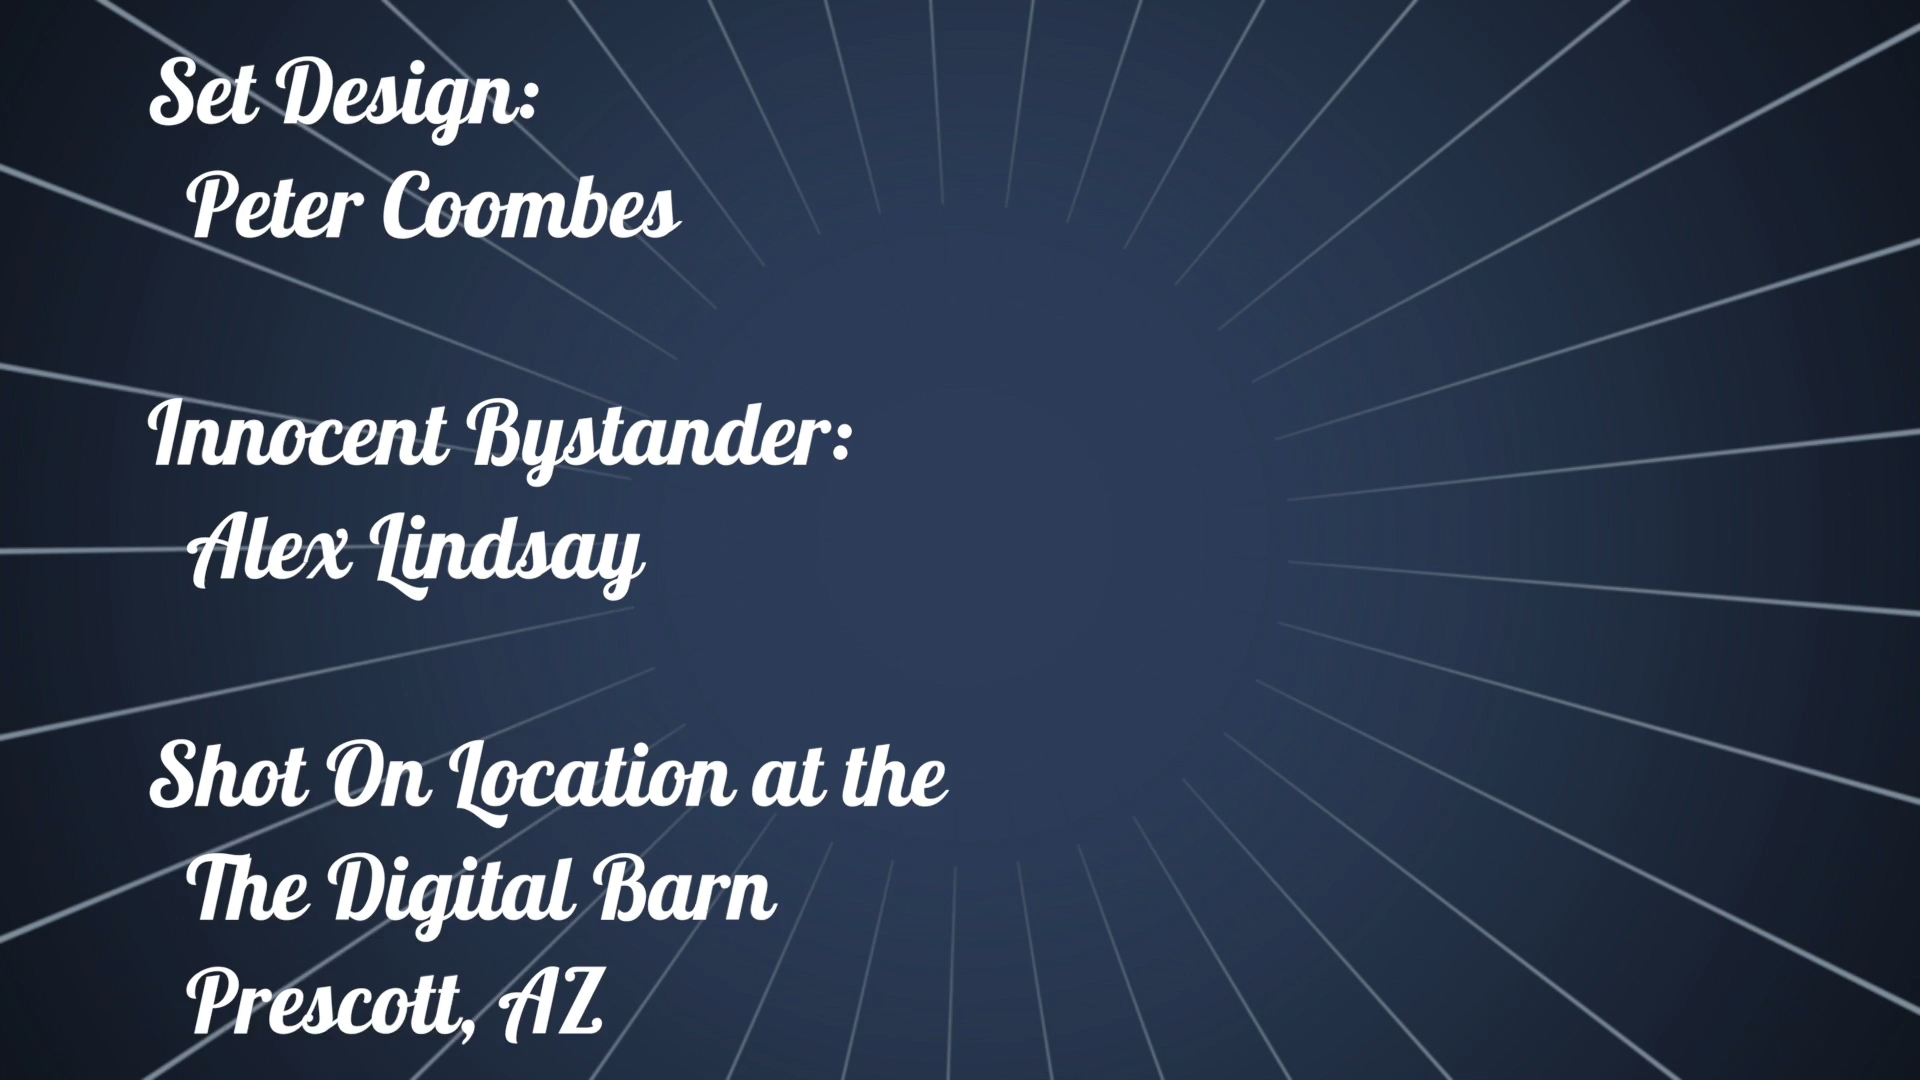 Set Design:
Peter Coombes
Innocent Bystander:
Alex Lindsay
Shot On Location at the
The Digital Barn
Prescott, AZ